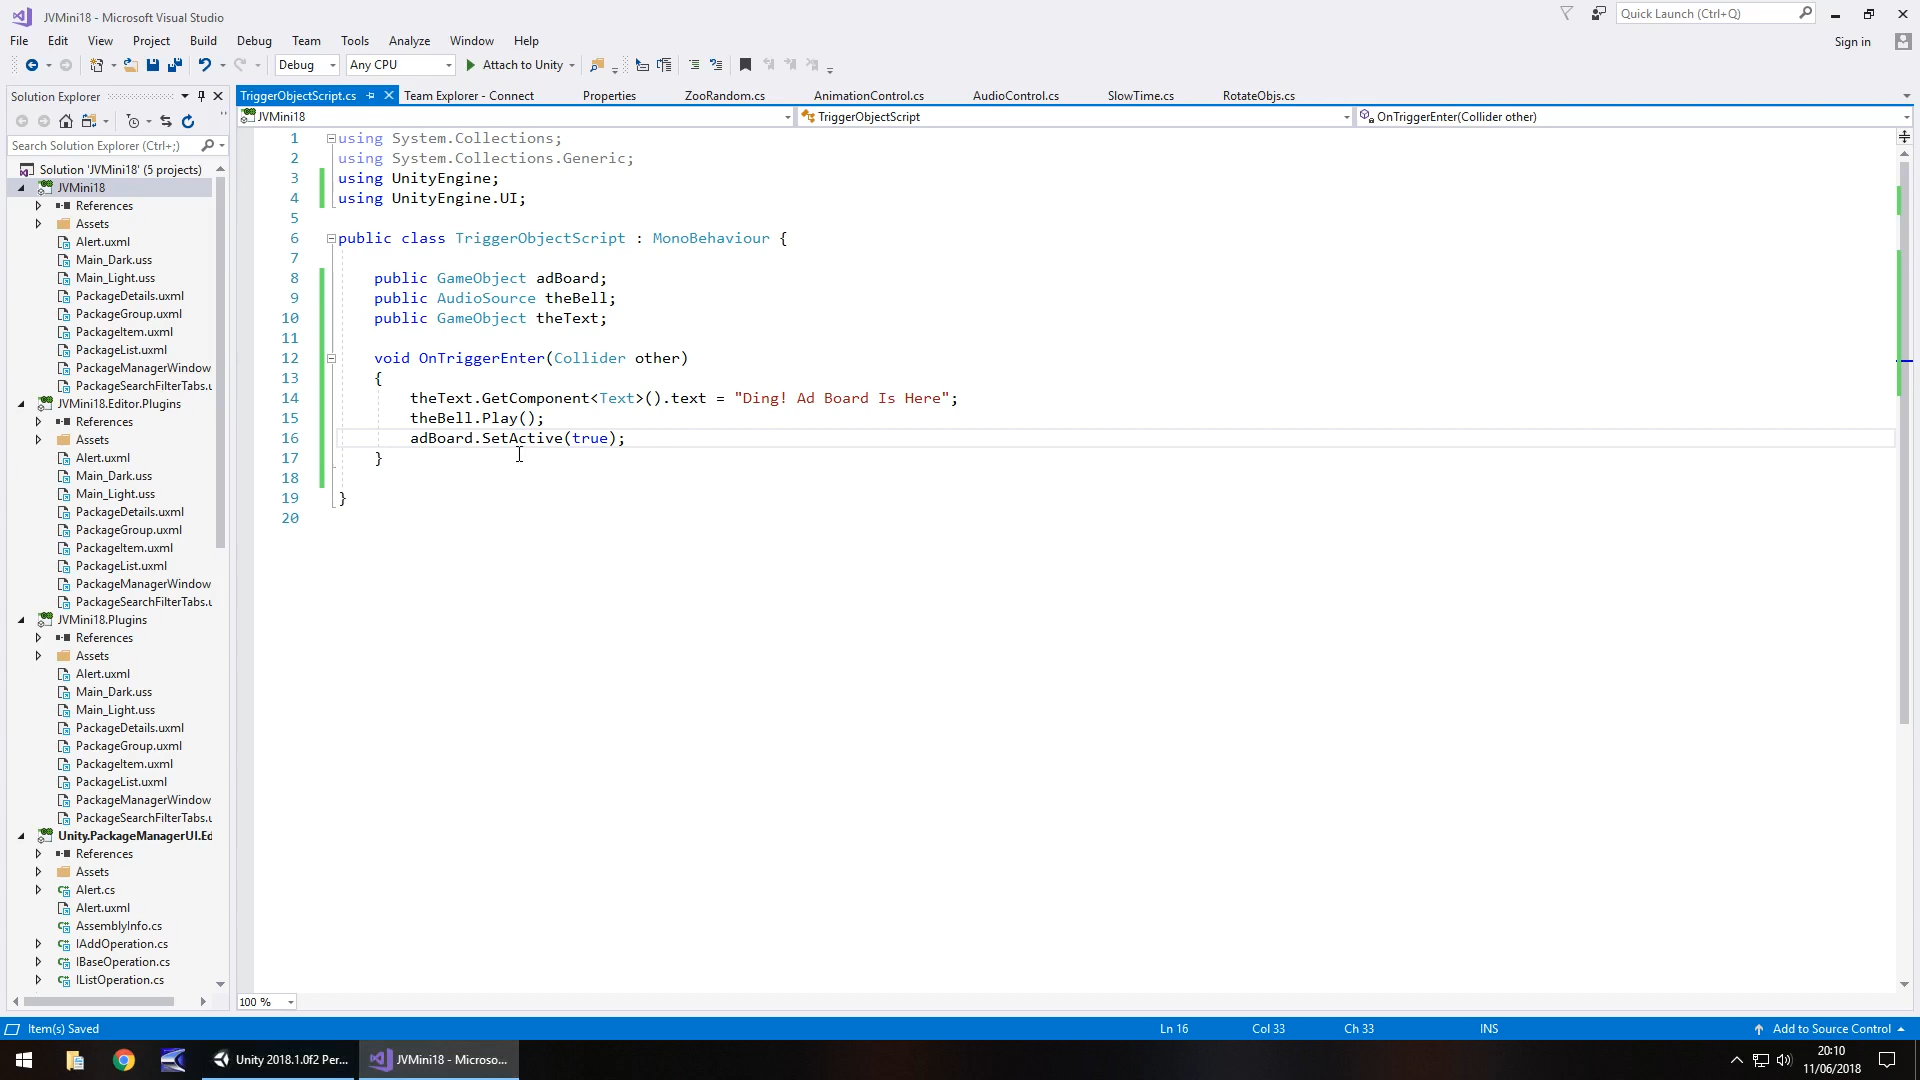 JVMini18 - Microsoft Visual Studio
Quick Launch (Ctrl+Q)
File Edit View Project Build Debug Team Tools Analyze Window Help
Sign in
Debug Any CPU Attach to Unity
Solution Explorer
TriggerObjectScript.cs Team Explorer - Connect Properties ZooRandom.cs AnimationControl.cs AudioControl.cs SlowTime.cs RotateObjs.cs
JVMini18 TriggerObjectScript OnTriggerEnter(Collider other)
Search Solution Explorer (Ctrl+;)
Solution 'JVMini18' (5 projects)
JVMini18
References
Assets
Alert.uxml
Main_Dark.uss
Main_Light.uss
PackageDetails.uxml
PackageGroup.uxml
PackageItem.uxml
PackageList.uxml
PackageManagerWindow
PackageSearchFilterTabs.u
JVMini18.Editor.Plugins
References
Assets
Alert.uxml
Main_Dark.uss
Main_Light.uss
PackageDetails.uxml
PackageGroup.uxml
PackageItem.uxml
PackageList.uxml
PackageManagerWindow
PackageSearchFilterTabs.u
JVMini18.Plugins
References
Assets
Alert.uxml
Main_Dark.uss
Main_Light.uss
PackageDetails.uxml
PackageGroup.uxml
PackageItem.uxml
PackageList.uxml
PackageManagerWindow
PackageSearchFilterTabs.u
Unity.PackageManagerUI.Ed
References
Assets
Alert.cs
Alert.uxml
AssemblyInfo.cs
IAddOperation.cs
IBaseOperation.cs
IListOperation.cs
1 using System.Collections;
2 using System.Collections.Generic;
3 using UnityEngine;
4 using UnityEngine.UI;
5
6 public class TriggerObjectScript : MonoBehaviour {
7
8 public GameObject adBoard;
9 public AudioSource theBell;
10 public GameObject theText;
11
12 void OnTriggerEnter(Collider other)
13 {
14 theText.GetComponent<Text>().text = "Ding! Ad Board Is Here";
15 theBell.Play();
16 adBoard.SetActive(true);
17 }
18
19 }
20
100 %
Item(s) Saved Ln 16 Col 33 Ch 33 INS Add to Source Control
Unity 2018.1.0f2 Per... JVMini18 - Microso...
20:10
11/06/2018